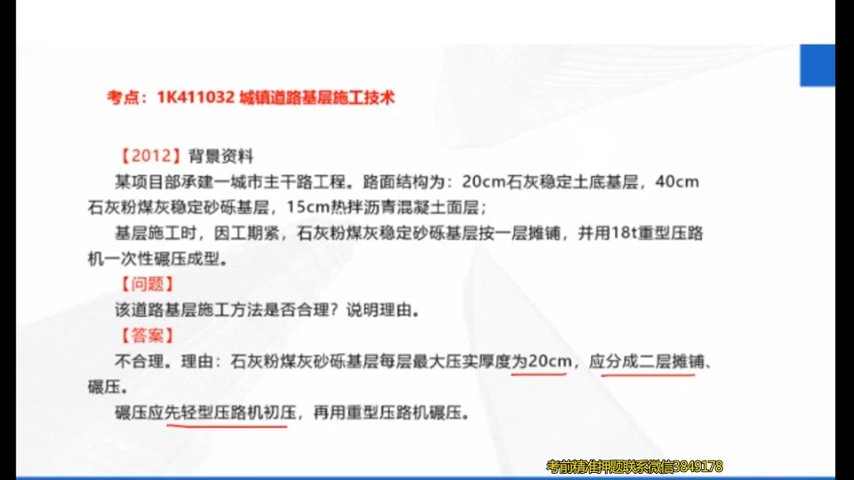 考点：1K411032 城镇道路基层施工技术
【2012】背景资料
某项目部承建一城市主干路工程。路面结构为：20cm石灰稳定土底基层，40cm
石灰粉煤灰稳定砂砾基层，15cm热拌沥青混凝土面层；
基层施工时，因工期紧，石灰粉煤灰稳定砂砾基层按一层摊铺，并用18t重型压路
机一次性碾压成型。
【问题】
该道路基层施工方法是否合理？说明理由。
【答案】
不合理。理由：石灰粉煤灰砂砾基层每层最大压实厚度为20cm，应分成二层摊铺、
碾压。
碾压应先轻型压路机初压，再用重型压路机碾压。
考前精准押题联系微信3849178